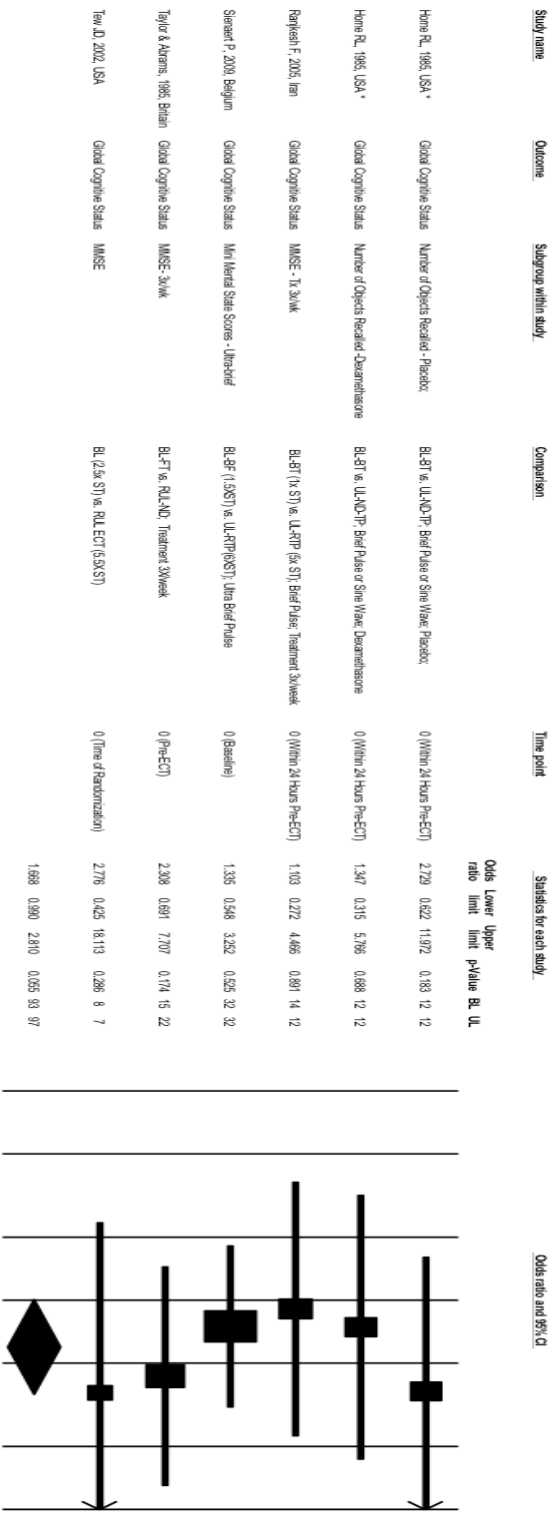 Study name Outcome Subgroup within study Comparison Time point Statistics for each study Odds ratio and 95% CI
Odds Lower Upper
ratio limit limit p-Value BL UL
Horne RL, 1985, USA * Global Cognitive Status Number of Objects Recalled - Placebo; BL-BT vs. UL-ND-TP; Brief Pulse or Sine Wave; Placebo; 0 (Within 24 Hours Pre-ECT) 2.729 0.622 11.972 0.183 12 12
Horne RL, 1985, USA * Global Cognitive Status Number of Objects Recalled -Dexamethasone BL-BT vs. UL-ND-TP; Brief Pulse or Sine Wave; Dexamethasone 0 (Within 24 Hours Pre-ECT) 1.347 0.315 5.766 0.688 12 12
Ranjkesh F, 2005, Iran Global Cognitive Status MMSE - Tx 3x/wk BL-BT (1x ST) vs. UL-RTP (5x ST); Brief Pulse; Treatment 3x/week 0 (Within 24 Hours Pre-ECT) 1.103 0.272 4.466 0.891 14 12
Sienaert P, 2009, Belgium Global Cognitive Status Mini Mental State Scores - Ultra-brief BL-BF (1.5XST) vs. UL-RTP(6XST); Ultra Brief Prulse 0 (Baseline) 1.335 0.548 3.252 0.525 32 32
Taylor & Abrams, 1985, Britain Global Cognitive Status MMSE- 3x/wk BL-FT vs. RUL-ND; Treatment 3X/week 0 (Pre-ECT) 2.308 0.691 7.707 0.174 15 22
Tew JD, 2002, USA Global Cognitive Status MMSE BL (2.5x ST) vs. RUL ECT (5.5X ST) 0 (Time of Randomization) 2.776 0.425 18.113 0.286 8 7
1.668 0.990 2.810 0.055 93 97